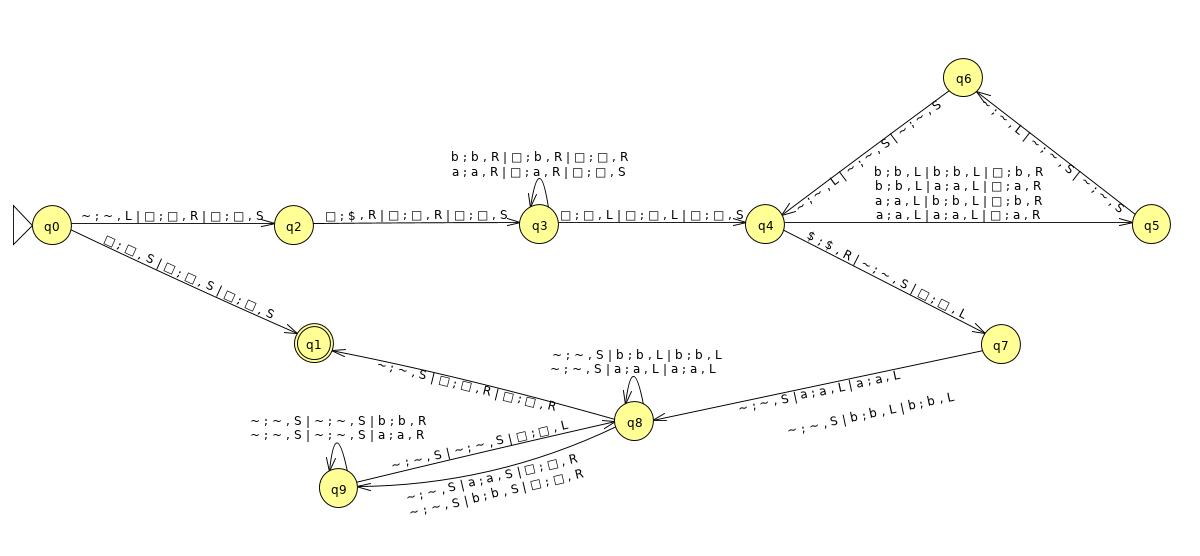 q6
b;b,R|□;b,R|□;□,R
a;a,R|□;a,R|□;□,S
~;~,L|~;~,S|~;~,S
~;~,L|~;~,S|~;~,S
b;b,L|b;b,L|□;b,R
b;b,L|a;a,L|□;a,R
a;a,L|b;b,L|□;b,R
a;a,L|a;a,L|□;a,R
q0
~;~,L|□;□,R|□;□,S
q2
□;$,R|□;□,R|□;□,S
q3
□;□,L|□;□,L|□;□,S
q4
q5
□;□,S|□;□,S|□;□,S
$;$,R|~;~,S|□;□,L
q1
q7
~;~,S|b;b,L|b;b,L
~;~,S|a;a,L|a;a,L
~;~,S|□;□,R|□;□,R
~;~,S|a;a,L|a;a,L
~;~,S|b;b,L|b;b,L
q8
~;~,S|~;~,S|b;b,R
~;~,S|~;~,S|a;a,R
~;~,S|~;~,S|□;□,L
q9
~;~,S|a;a,S|□;□,R
~;~,S|b;b,S|□;□,R